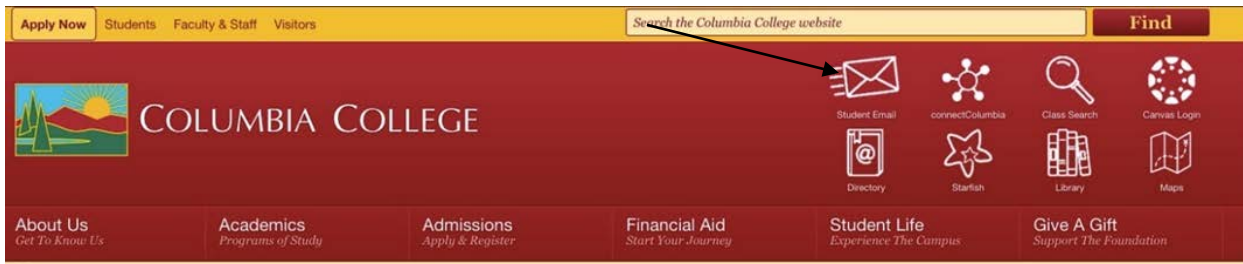 Apply Now Students Faculty & Staff Visitors Search the Columbia College website Find
COLUMBIA COLLEGE
Student Email connectColumbia Class Search Canvas Login
@
Directory Starfish Library Maps
About Us Academics Admissions Financial Aid Student Life Give A Gift
Get To Know Us Programs of Study Apply & Register Start Your Journey Experience The Campus Support The Foundation